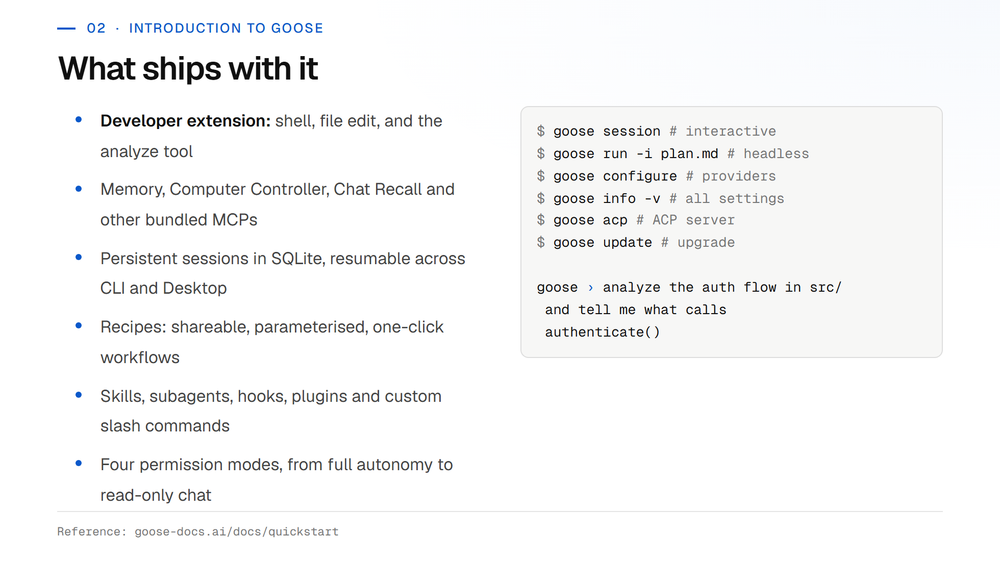 02 · INTRODUCTION TO GOOSE
What ships with it
Developer extension: shell, file edit, and the
analyze tool
Memory, Computer Controller, Chat Recall and
other bundled MCPs
Persistent sessions in SQLite, resumable across
CLI and Desktop
Recipes: shareable, parameterised, one-click
workflows
Skills, subagents, hooks, plugins and custom
slash commands
Four permission modes, from full autonomy to
read-only chat
$ goose session # interactive
$ goose run -i plan.md # headless
$ goose configure # providers
$ goose info -v # all settings
$ goose acp # ACP server
$ goose update # upgrade
goose › analyze the auth flow in src/
and tell me what calls
authenticate()
Reference: goose-docs.ai/docs/quickstart